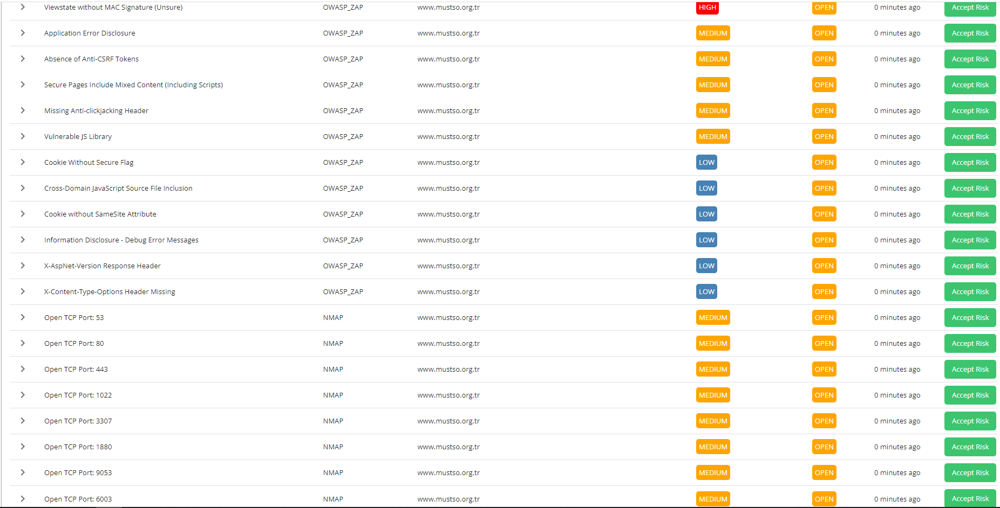 Viewstate without MAC Signature (Unsure) OWASP_ZAP www.mustso.org.tr HIGH OPEN 0 minutes ago Accept Risk
Application Error Disclosure OWASP_ZAP www.mustso.org.tr MEDIUM OPEN 0 minutes ago Accept Risk
Absence of Anti-CSRF Tokens OWASP_ZAP www.mustso.org.tr MEDIUM OPEN 0 minutes ago Accept Risk
Secure Pages Include Mixed Content (Including Scripts) OWASP_ZAP www.mustso.org.tr MEDIUM OPEN 0 minutes ago Accept Risk
Missing Anti-clickjacking Header OWASP_ZAP www.mustso.org.tr MEDIUM OPEN 0 minutes ago Accept Risk
Vulnerable JS Library OWASP_ZAP www.mustso.org.tr MEDIUM OPEN 0 minutes ago Accept Risk
Cookie Without Secure Flag OWASP_ZAP www.mustso.org.tr LOW OPEN 0 minutes ago Accept Risk
Cross-Domain JavaScript Source File Inclusion OWASP_ZAP www.mustso.org.tr LOW OPEN 0 minutes ago Accept Risk
Cookie without SameSite Attribute OWASP_ZAP www.mustso.org.tr LOW OPEN 0 minutes ago Accept Risk
Information Disclosure - Debug Error Messages OWASP_ZAP www.mustso.org.tr LOW OPEN 0 minutes ago Accept Risk
X-AspNet-Version Response Header OWASP_ZAP www.mustso.org.tr LOW OPEN 0 minutes ago Accept Risk
X-Content-Type-Options Header Missing OWASP_ZAP www.mustso.org.tr LOW OPEN 0 minutes ago Accept Risk
Open TCP Port: 53 NMAP www.mustso.org.tr MEDIUM OPEN 0 minutes ago Accept Risk
Open TCP Port: 80 NMAP www.mustso.org.tr MEDIUM OPEN 0 minutes ago Accept Risk
Open TCP Port: 443 NMAP www.mustso.org.tr MEDIUM OPEN 0 minutes ago Accept Risk
Open TCP Port: 1022 NMAP www.mustso.org.tr MEDIUM OPEN 0 minutes ago Accept Risk
Open TCP Port: 3307 NMAP www.mustso.org.tr MEDIUM OPEN 0 minutes ago Accept Risk
Open TCP Port: 1880 NMAP www.mustso.org.tr MEDIUM OPEN 0 minutes ago Accept Risk
Open TCP Port: 9053 NMAP www.mustso.org.tr MEDIUM OPEN 0 minutes ago Accept Risk
Open TCP Port: 6003 NMAP www.mustso.org.tr MEDIUM OPEN 0 minutes ago Accept Risk